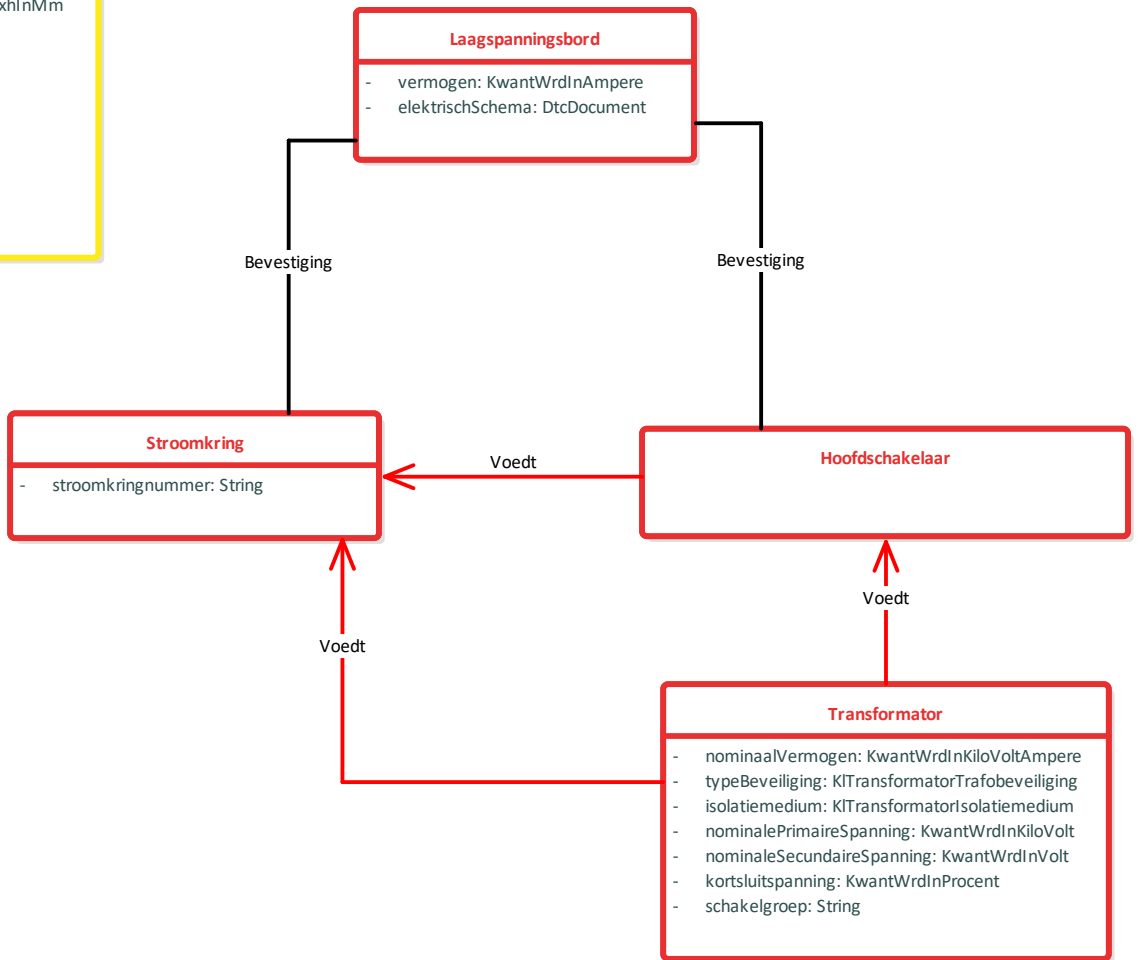 Laagspanningsbord
- vermogen: KwantWrdInAmpere
- elektrischSchema: DtcDocument
Bevestiging
Bevestiging
Stroomkring
- stroomkringnummer: String
Voedt
Hoofdschakelaar
Voedt
Voedt
Transformator
- nominaalVermogen: KwantWrdInKiloVoltAmpere
- typeBeveiliging: KlTransformatorTrafobeveiliging
- isolatiemedium: KlTransformatorIsolatiemedium
- nominalePrimaireSpanning: KwantWrdInKiloVolt
- nominaleSecundaireSpanning: KwantWrdInVolt
- kortsluitspanning: KwantWrdInProcent
- schakelgroep: String